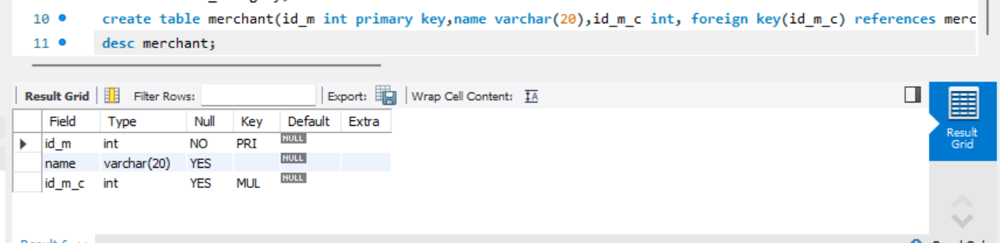 10 create table merchant(id_m int primary key,name varchar(20),id_m_c int, foreign key(id_m_c) references merc
11 desc merchant;
Result Grid Filter Rows: Export: Wrap Cell Content: IA
Field Type Null Key Default Extra
id_m int NO PRI NULL
name varchar(20) YES NULL
id_m_c int YES MUL NULL
Result
Grid